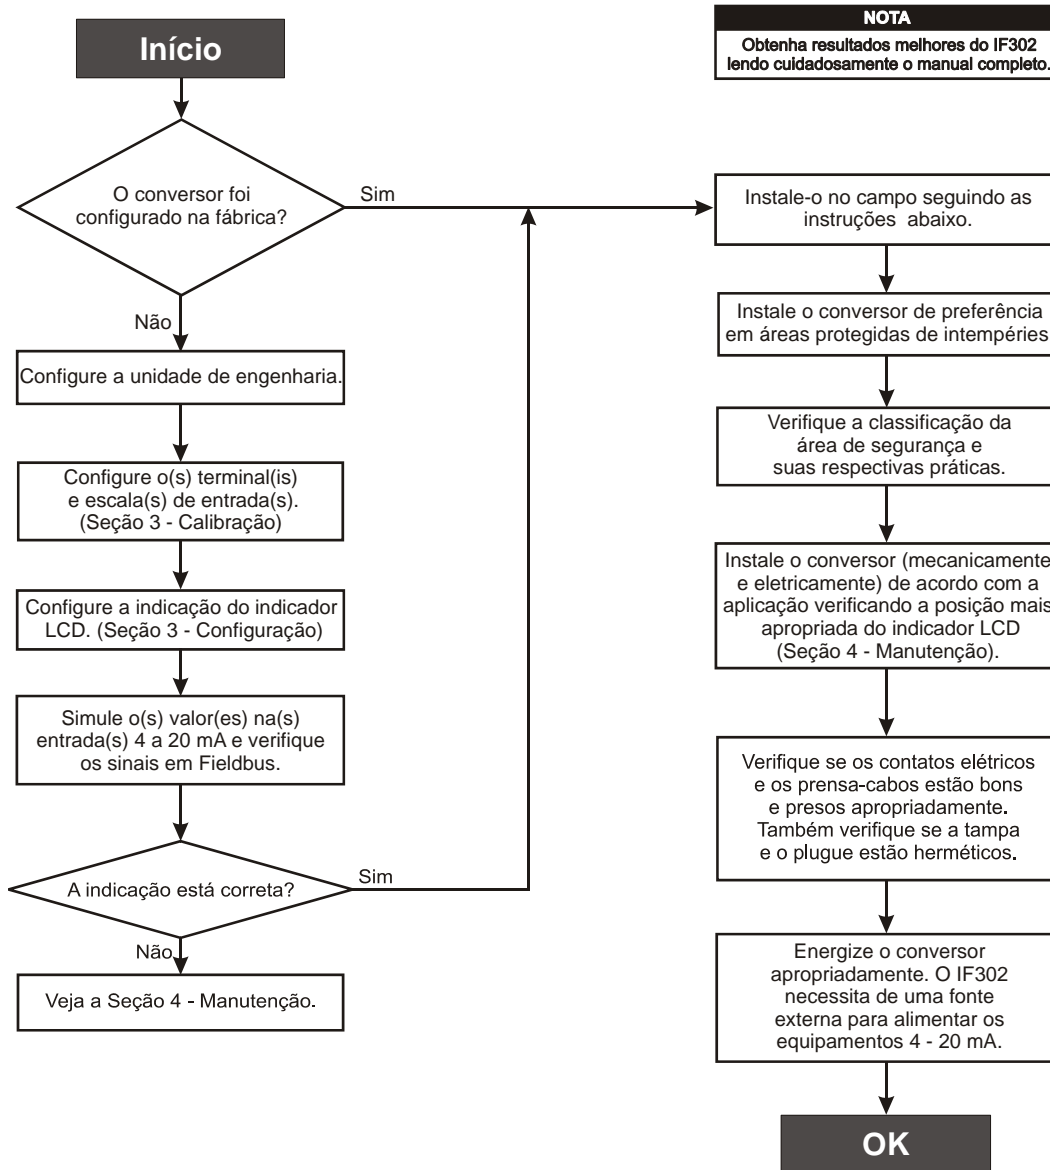 Início
O conversor foi
configurado na fábrica?
Sim
Não
Configure a unidade de engenharia.
Configure o(s) terminal(is)
e escala(s) de entrada(s).
(Seção 3 - Calibração)
Configure a indicação do indicador
LCD. (Seção 3 - Configuração)
Simule o(s) valor(es) na(s)
entrada(s) 4 a 20 mA e verifique
os sinais em Fieldbus.
A indicação está correta?
Sim
Não
Veja a Seção 4 - Manutenção.
NOTA
Obtenha resultados melhores do IF302
lendo cuidadosamente o manual completo.
Instale-o no campo seguindo as
instruções abaixo.
Instale o conversor de preferência
em áreas protegidas de intempéries
Verifique a classificação da
área de segurança e
suas respectivas práticas.
Instale o conversor (mecanicamente
e eletricamente) de acordo com a
aplicação verificando a posição mais
apropriada do indicador LCD
(Seção 4 - Manutenção).
Verifique se os contatos elétricos
e os prensa-cabos estão bons
e presos apropriadamente.
Também verifique se a tampa
e o plugue estão herméticos.
Energize o conversor
apropriadamente. O IF302
necessita de uma fonte
externa para alimentar os
equipamentos 4 - 20 mA.
OK